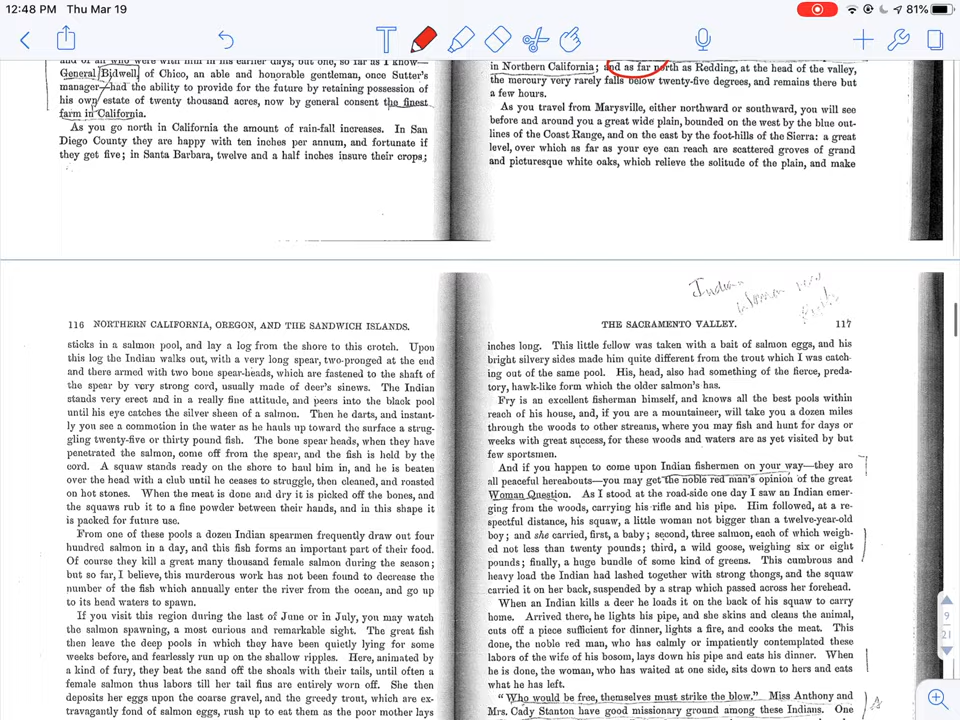 12:48 PM Thu Mar 19
81%
and of all who were with him in his earlier days, but one, so far as I know—
General Bidwell, of Chico, an able and honorable gentleman, once Sutter's
manager—had the ability to provide for the future by retaining possession of
his own estate of twenty thousand acres, now by general consent the finest
farm in California.
As you go north in California the amount of rain-fall increases. In San
Diego County they are happy with ten inches per annum, and fortunate if
they get five; in Santa Barbara, twelve and a half inches insure their crops;
in Northern California; and as far north as Redding, at the head of the valley,
the mercury very rarely falls below twenty-five degrees, and remains there but
a few hours.
As you travel from Marysville, either northward or southward, you will see
before and around you a great wide plain, bounded on the west by the blue out-
lines of the Coast Range, and on the east by the foot-hills of the Sierra: a great
level, over which as far as your eye can reach are scattered groves of grand
and picturesque white oaks, which relieve the solitude of the plain, and make
116 NORTHERN CALIFORNIA, OREGON, AND THE SANDWICH ISLANDS.
sticks in a salmon pool, and lay a log from the shore to this crotch. Upon
this log the Indian walks out, with a very long spear, two-pronged at the end
and there armed with two bone spear-heads, which are fastened to the shaft of
the spear by very strong cord, usually made of deer's sinews. The Indian
stands very erect and in a really fine attitude, and peers into the black pool
until his eye catches the silver sheen of a salmon. Then he darts, and instant-
ly you see a commotion in the water as he hauls up toward the surface a strug-
gling twenty-five or thirty pound fish. The bone spear heads, when they have
penetrated the salmon, come off from the spear, and the fish is held by the
cord. A squaw stands ready on the shore to haul him in, and he is beaten
over the head with a club until he ceases to struggle, then cleaned, and roasted
on hot stones. When the meat is done and dry it is picked off the bones, and
the squaws rub it to a fine powder between their hands, and in this shape it
is packed for future use.
From one of these pools a dozen Indian spearmen frequently draw out four
hundred salmon in a day, and this fish forms an important part of their food.
Of course they kill a great many thousand female salmon during the season;
but so far, I believe, this murderous work has not been found to decrease the
number of the fish which annually enter the river from the ocean, and go up
to its head waters to spawn.
If you visit this region during the last of June or in July, you may watch
the salmon spawning, a most curious and remarkable sight. The great fish
then leave the deep pools in which they have been quietly lying for some
weeks before, and fearlessly run up on the shallow ripples. Here, animated by
a kind of fury, they beat the sand off the shoals with their tails, until often a
female salmon thus labors till her tail fins are entirely worn off. She then
deposits her eggs upon the coarse gravel, and the greedy trout, which are ex-
travagantly fond of salmon eggs, rush up to eat them as the poor mother lays
Indian
THE SACRAMENTO VALLEY. 117
inches long. This little fellow was taken with a bait of salmon eggs, and his
bright silvery sides made him quite different from the trout which I was catch-
ing out of the same pool. His, head, also had something of the fierce, preda-
tory, hawk-like form which the older salmon's has.
Fry is an excellent fisherman himself, and knows all the best pools within
reach of his house, and, if you are a mountaineer, will take you a dozen miles
through the woods to other streams, where you may fish and hunt for days or
weeks with great success, for these woods and waters are as yet visited by but
few sportsmen.
And if you happen to come upon Indian fishermen on your way—they are
all peaceful hereabouts—you may get the noble red man's opinion of the great
Woman Question. As I stood at the road-side one day I saw an Indian emer-
ging from the woods, carrying his rifle and his pipe. Him followed, at a re-
spectful distance, his squaw, a little woman not bigger than a twelve-year-old
boy; and she carried, first, a baby; second, three salmon, each of which weigh-
ed not less than twenty pounds; third, a wild goose, weighing six or eight
pounds; finally, a huge bundle of some kind of greens. This cumbrous and
heavy load the Indian had lashed together with strong thongs, and the squaw
carried it on her back, suspended by a strap which passed across her forehead.
When an Indian kills a deer he loads it on the back of his squaw to carry
home. Arrived there, he lights his pipe, and she skins and cleans the animal,
cuts off a piece sufficient for dinner, lights a fire, and cooks the meat. This
done, the noble red man, who has calmly or impatiently contemplated these
labors of the wife of his bosom, lays down his pipe and eats his dinner. When
he is done, the woman, who has waited at one side, sits down to hers and eats
what he has left.
"Who would be free, themselves must strike the blow." Miss Anthony and
Mrs. Cady Stanton have good missionary ground among these Indians. One
9
21